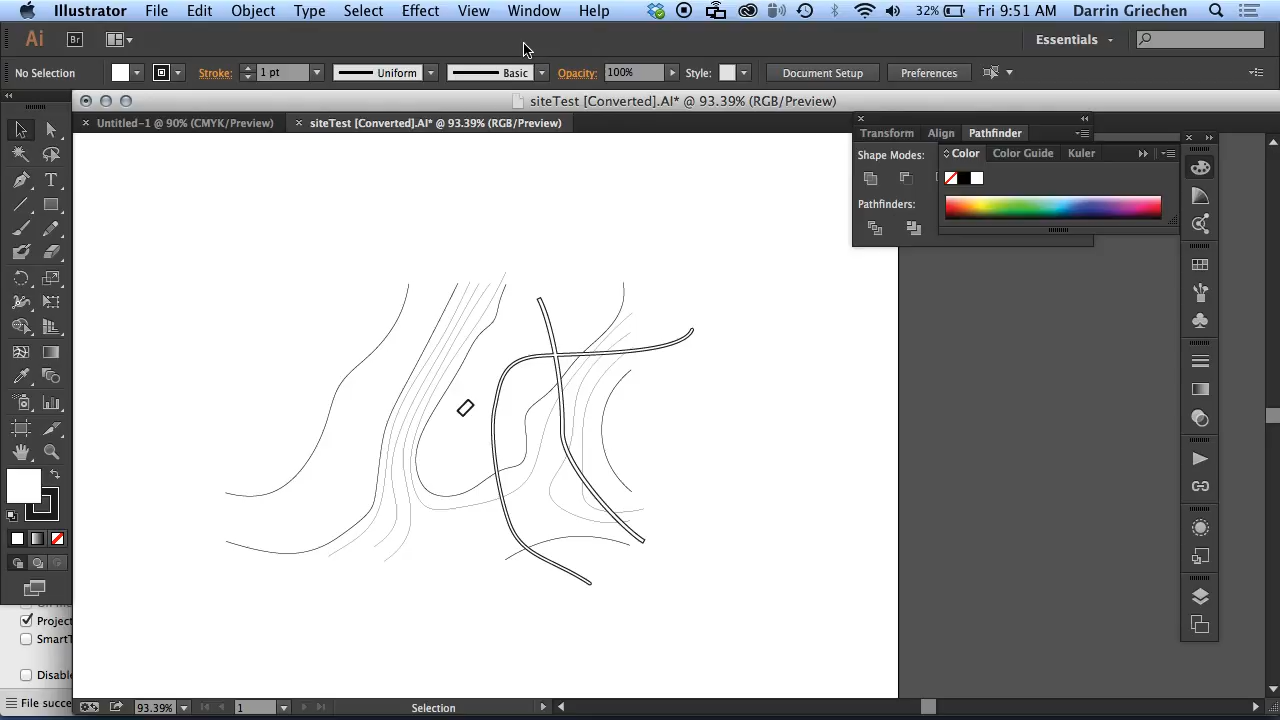 Illustrator File Edit Object Type Select Effect View Window Help 32% Fri 9:51 AM Darrin Griechen
Ai Br Essentials
No Selection Stroke: 1 pt Uniform Basic Opacity: 100% Style: Document Setup Preferences
siteTest [Converted].AI* @ 93.39% (RGB/Preview)
Untitled-1 @ 90% (CMYK/Preview) siteTest [Converted].AI* @ 93.39% (RGB/Preview)
Transform Align Pathfinder
Shape Modes: Color Color Guide Kuler
Pathfinders:
Project
SmartT
Disable
File succe 93.39% 1 Selection